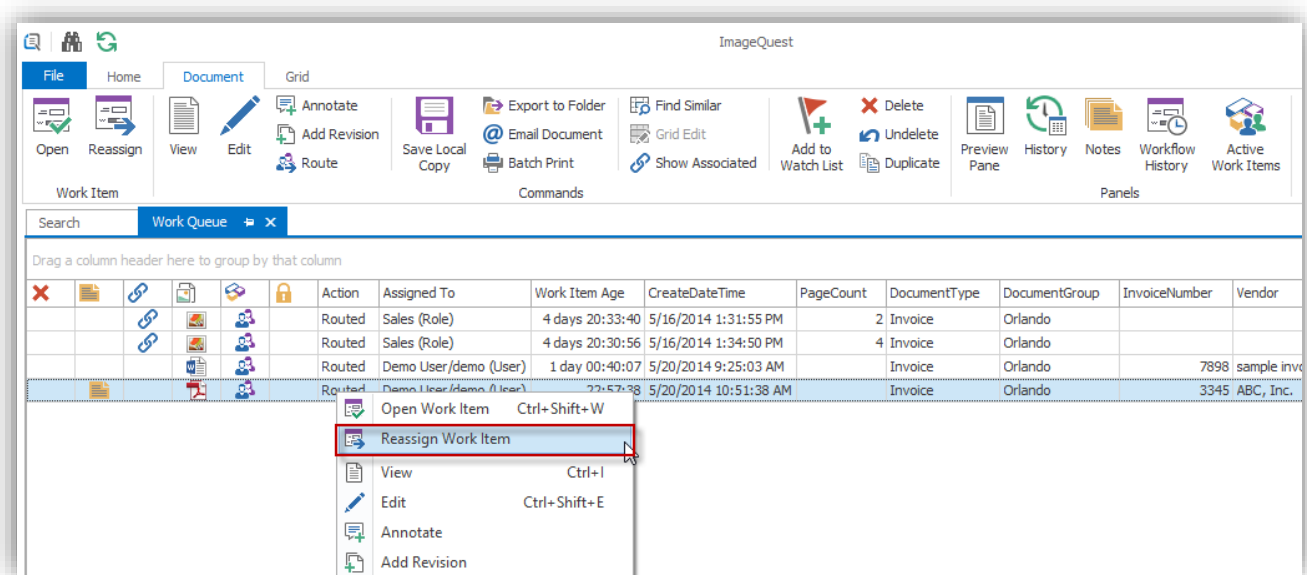 ImageQuest
File Home Document Grid
Open Reassign View Edit Annotate Add Revision Route Save Local Copy Export to Folder Email Document Batch Print Find Similar Grid Edit Show Associated Add to Watch List Delete Undelete Duplicate Preview Pane History Notes Workflow History Active Work Items
Work Item Commands Panels
Search Work Queue
Drag a column header here to group by that column
Action Assigned To Work Item Age CreateDateTime PageCount DocumentType DocumentGroup InvoiceNumber Vendor
Routed Sales (Role) 4 days 20:33:40 5/16/2014 1:31:55 PM 2 Invoice Orlando
Routed Sales (Role) 4 days 20:30:56 5/16/2014 1:34:50 PM 4 Invoice Orlando
Routed Demo User/demo (User) 1 day 00:40:07 5/20/2014 9:25:03 AM Invoice Orlando 7898 sample invo
Routed Demo User/demo (User) 22:57:38 5/20/2014 10:51:38 AM Invoice Orlando 3345 ABC, Inc.
Open Work Item Ctrl+Shift+W
Reassign Work Item
View Ctrl+I
Edit Ctrl+Shift+E
Annotate
Add Revision